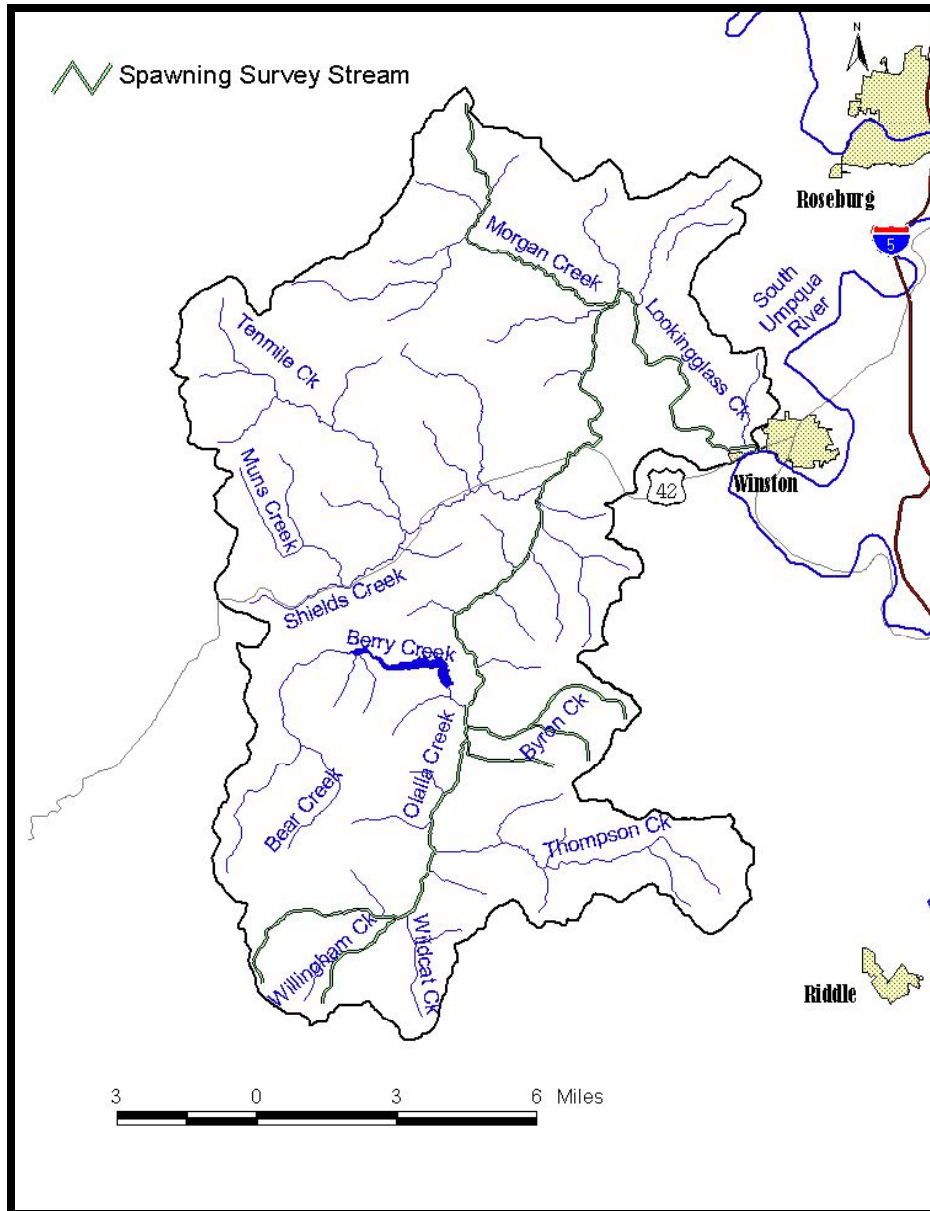 N
Spawning Survey Stream
Roseburg
Morgan Creek
5
South
Umpqua
River
Lookingglass Ck
Tenmile Ck
Muns Creek
42
Winston
Shields Creek
Berry Creek
Olalla Creek
Byron Ck
Bear Creek
Thompson Ck
Willingham Ck
Wildcat Ck
Riddle
3 0 3 6 Miles